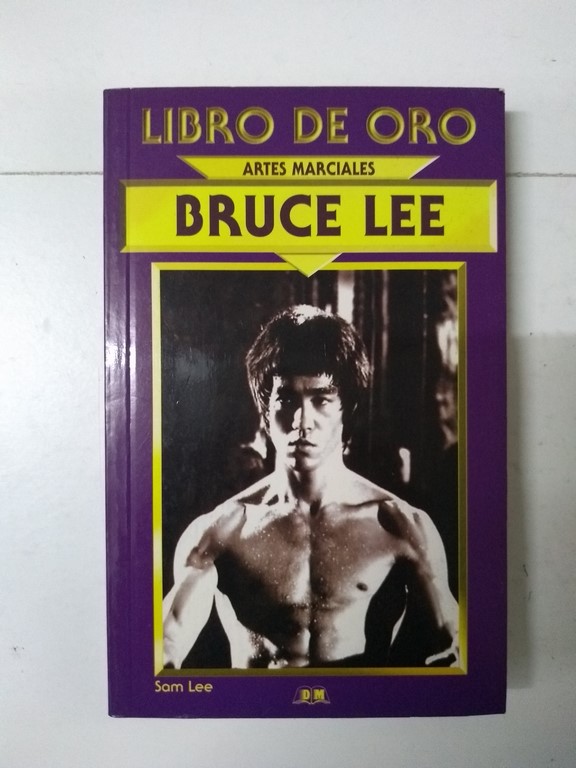 LIBRO DE ORO
ARTES MARCIALES
BRUCE LEE
Sam Lee
DM